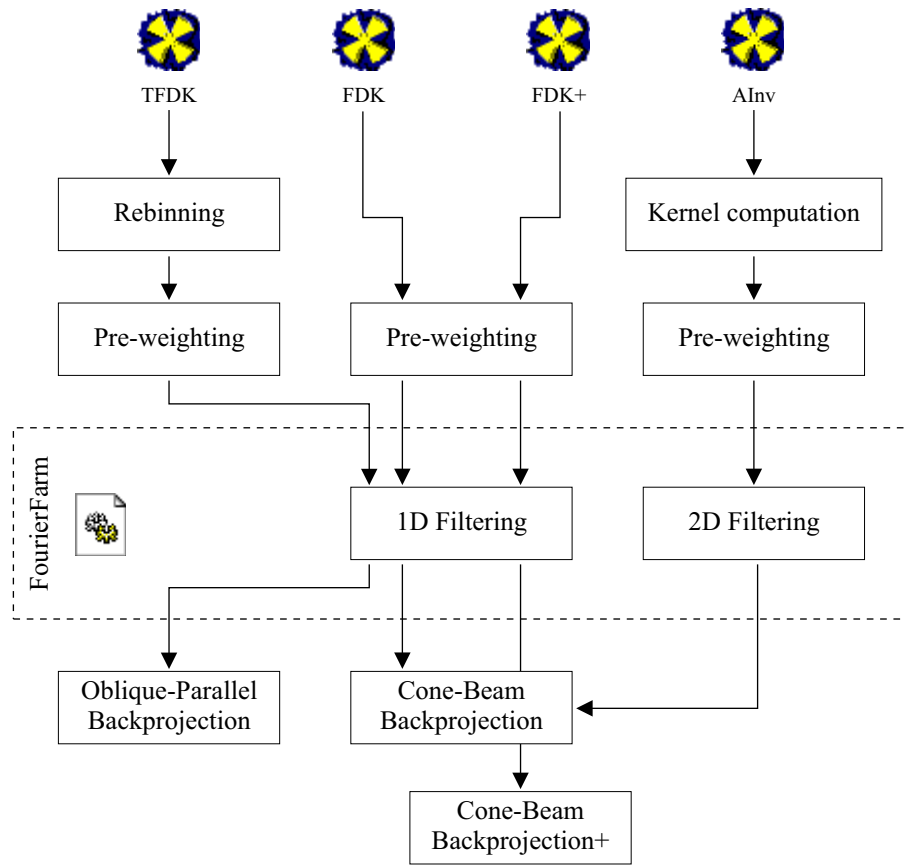 TFDK
FDK
FDK+
AInv
Rebinning
Kernel computation
Pre-weighting
Pre-weighting
Pre-weighting
FourierFarm
1D Filtering
2D Filtering
Oblique-Parallel
Backprojection
Cone-Beam
Backprojection
Cone-Beam
Backprojection+